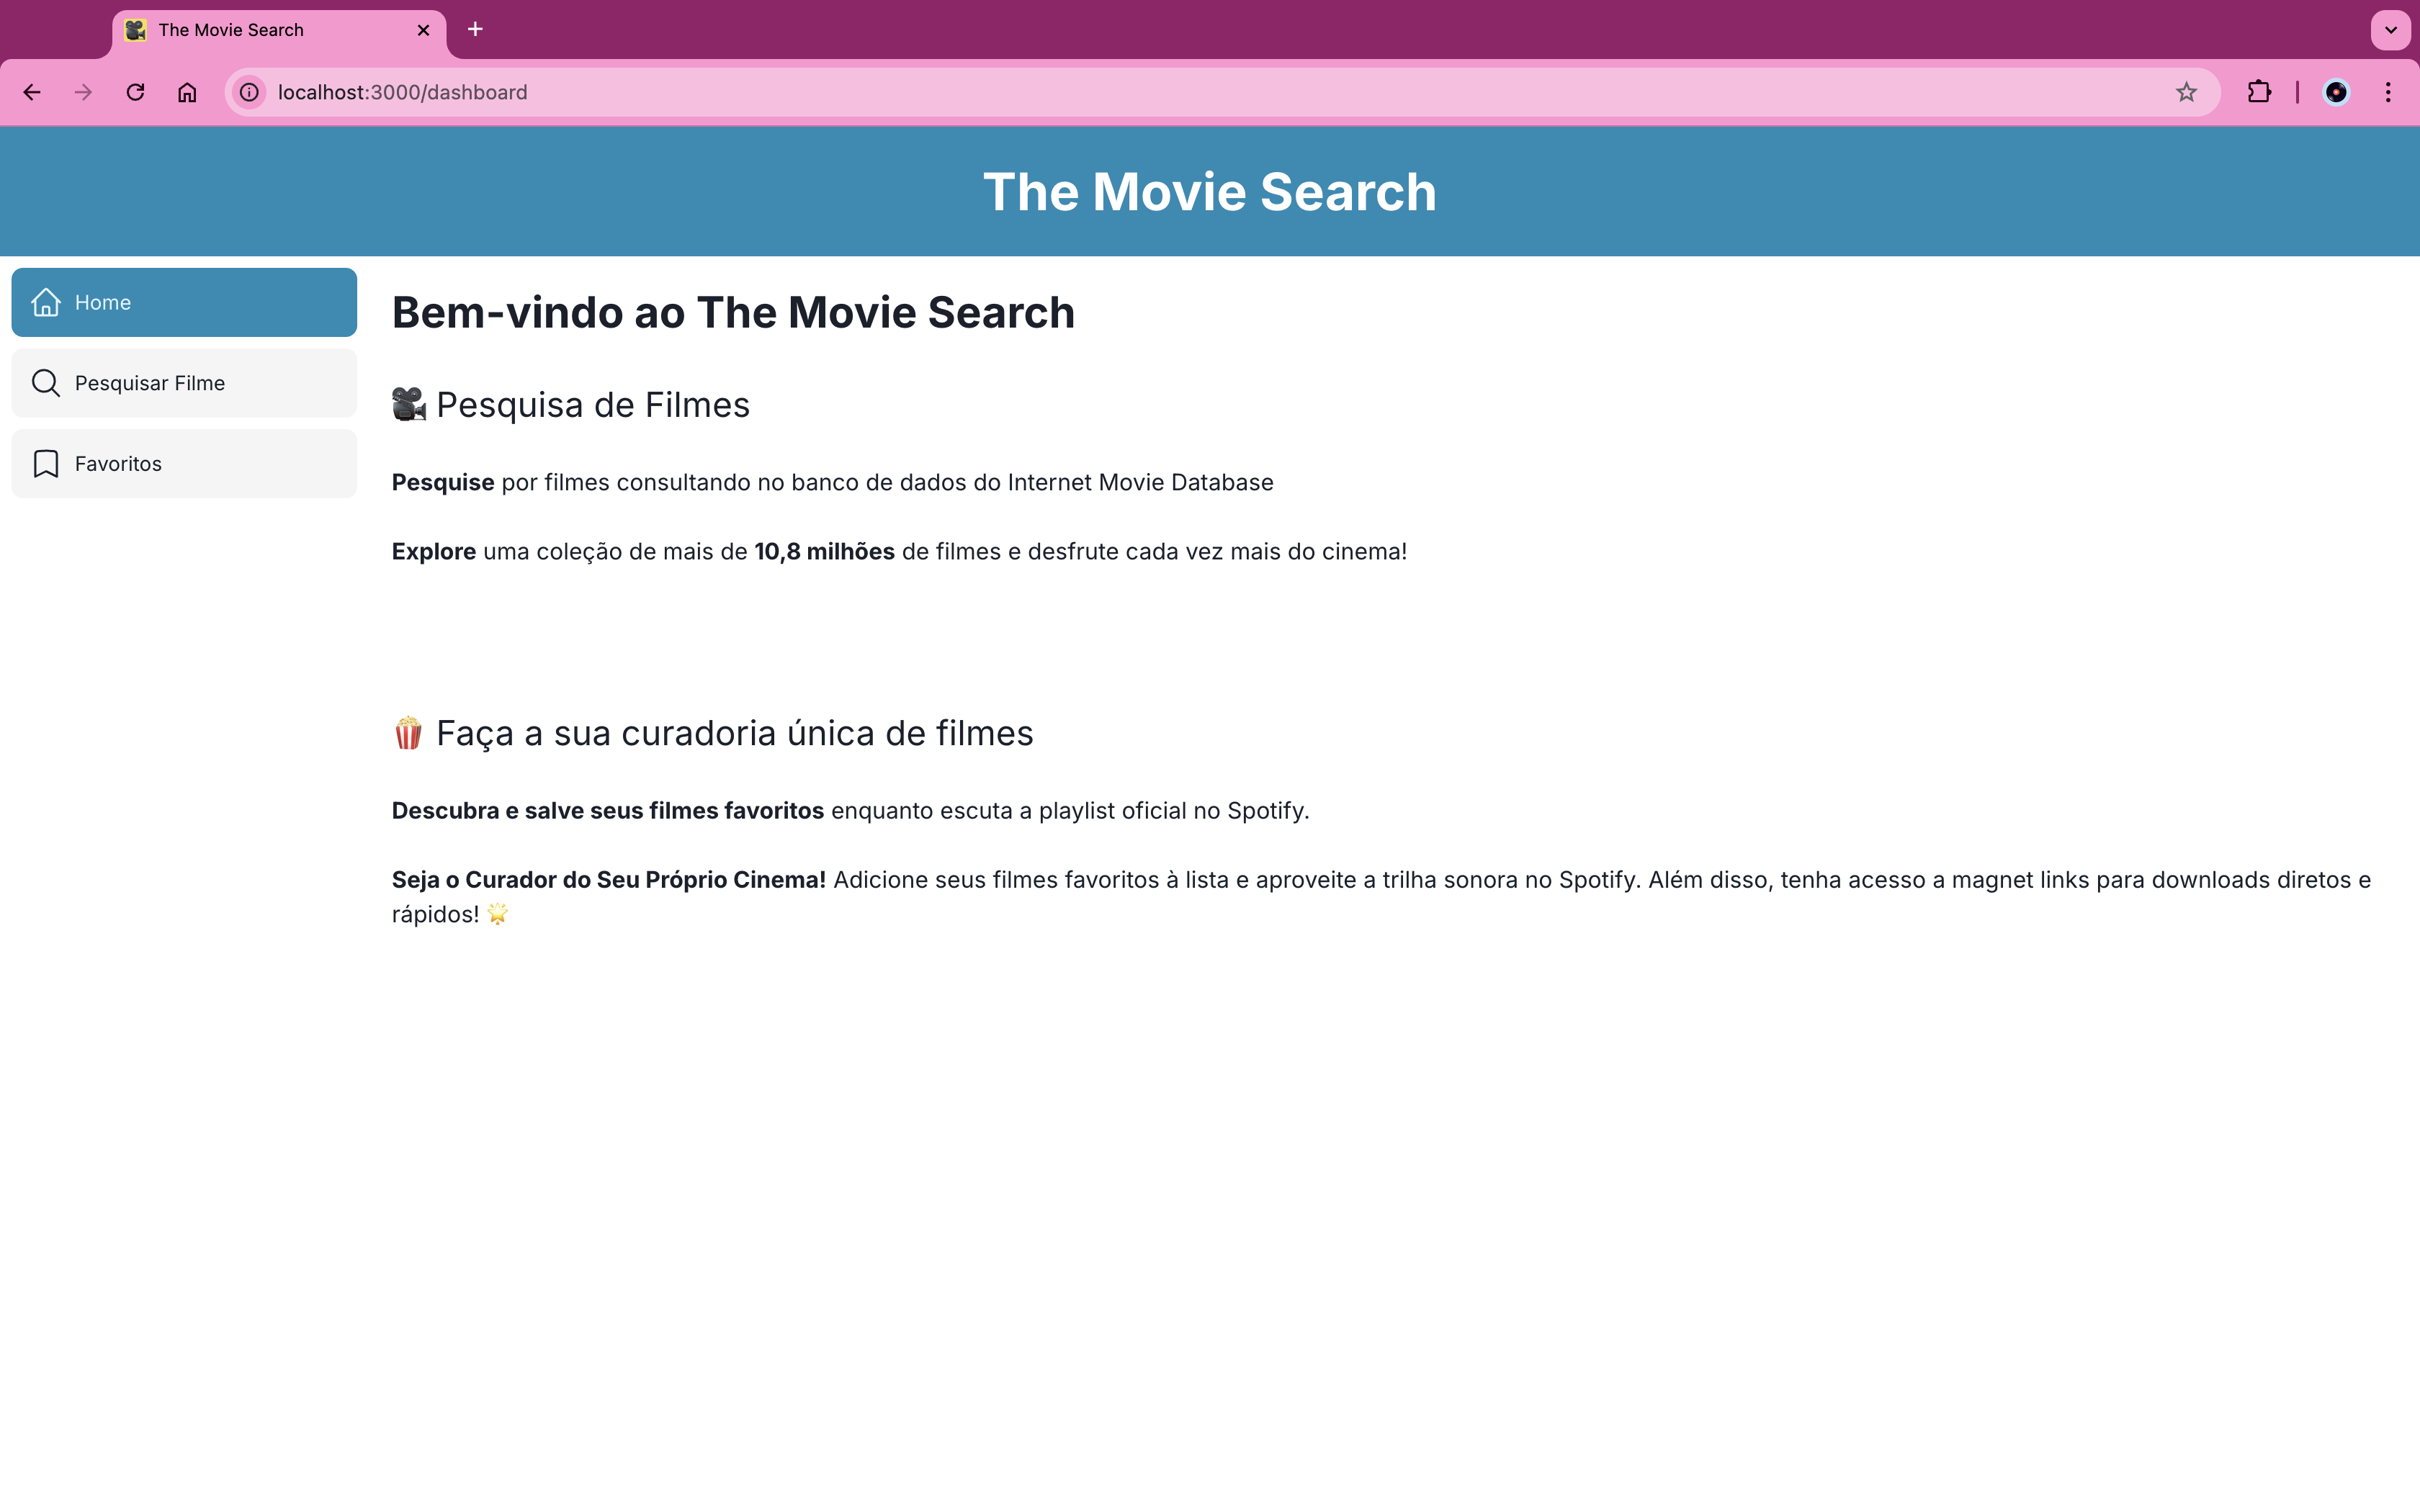 The Movie Search
localhost:3000/dashboard
The Movie Search
Home
Pesquisar Filme
Favoritos
Bem-vindo ao The Movie Search
🎥 Pesquisa de Filmes
Pesquise por filmes consultando no banco de dados do Internet Movie Database
Explore uma coleção de mais de 10,8 milhões de filmes e desfrute cada vez mais do cinema!
🍿 Faça a sua curadoria única de filmes
Descubra e salve seus filmes favoritos enquanto escuta a playlist oficial no Spotify.
Seja o Curador do Seu Próprio Cinema! Adicione seus filmes favoritos à lista e aproveite a trilha sonora no Spotify. Além disso, tenha acesso a magnet links para downloads diretos e
rápidos! 🌟